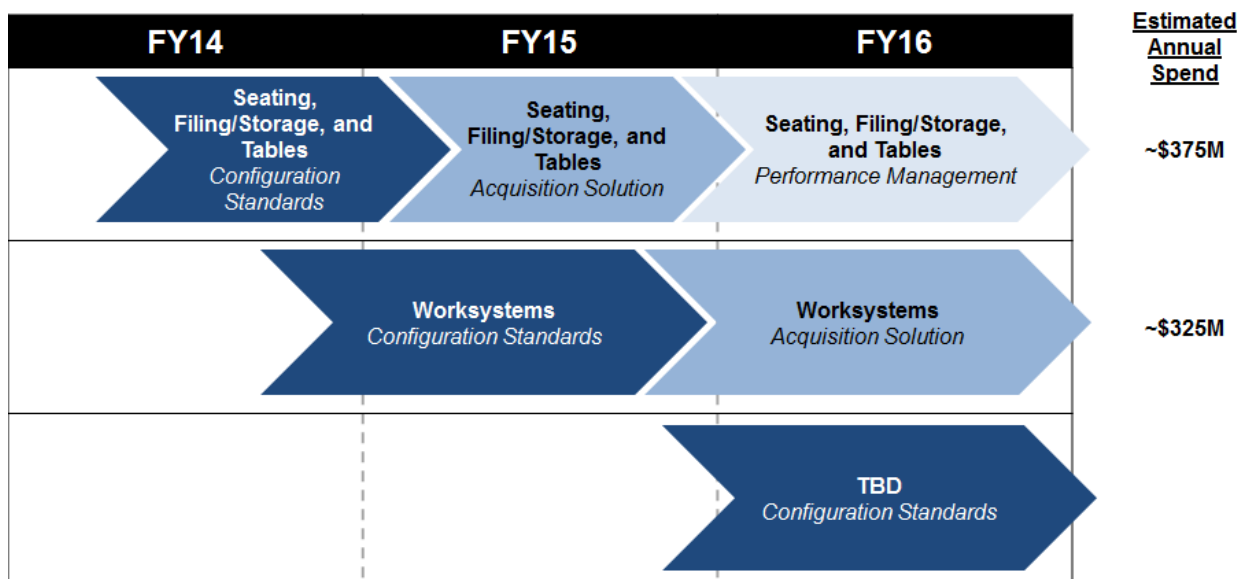 FY14
FY15
FY16
Estimated
Annual
Spend
Seating,
Filing/Storage, and
Tables
Configuration
Standards
Seating,
Filing/Storage, and
Tables
Acquisition Solution
Seating, Filing/Storage,
and Tables
Performance Management
~$375M
Worksystems
Configuration Standards
Worksystems
Acquisition Solution
~$325M
TBD
Configuration Standards